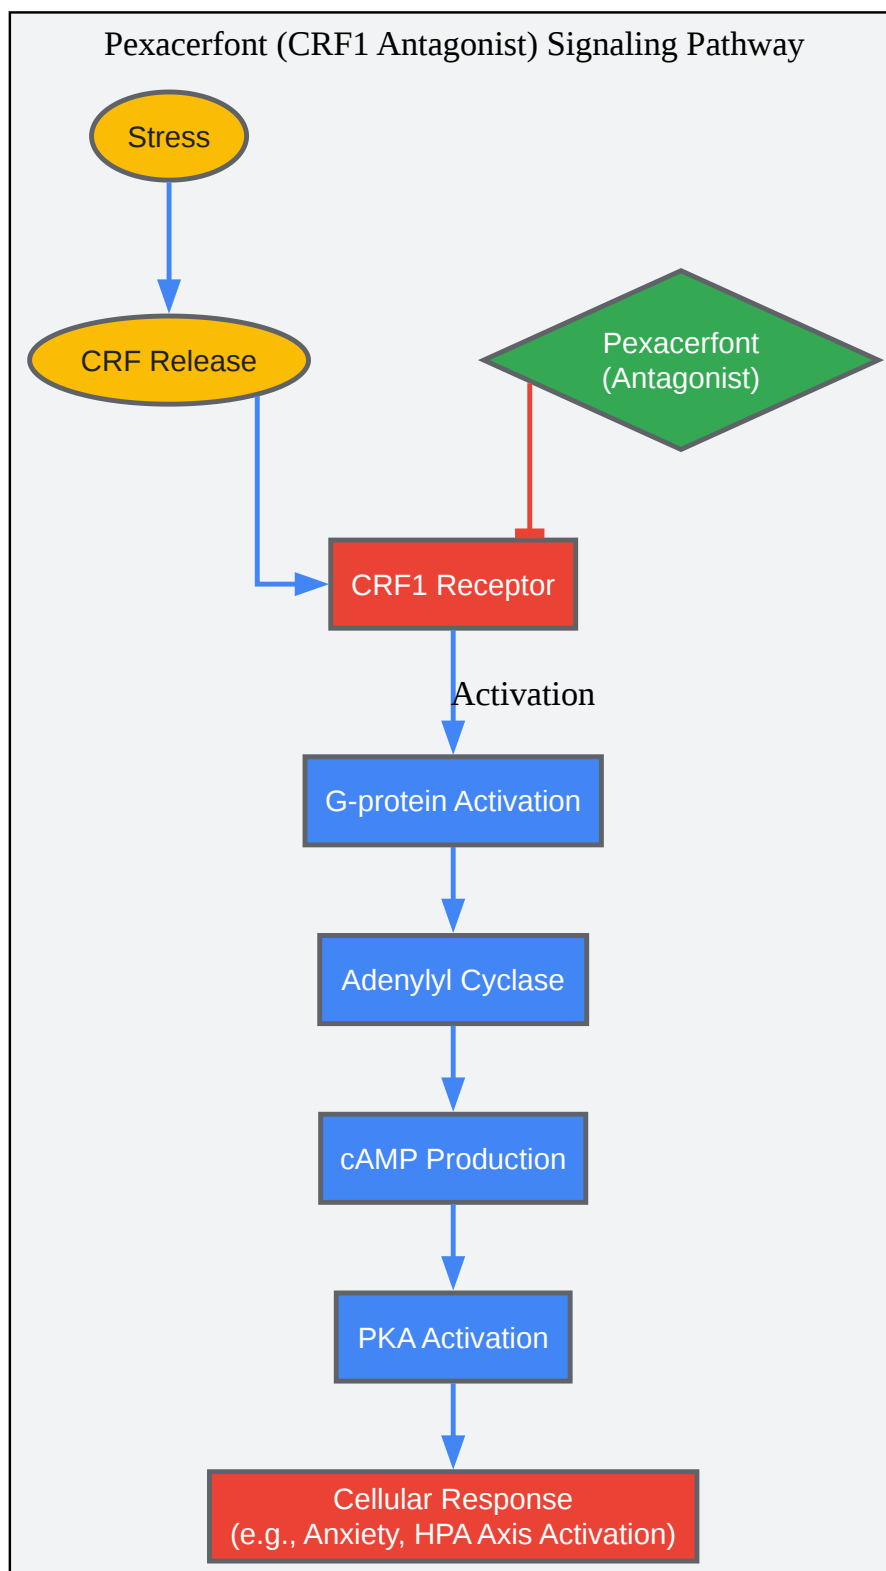 Pexacerfont (CRF1 Antagonist) Signaling Pathway
Stress
CRF Release
Pexacerfont
(Antagonist)
CRF1 Receptor
Activation
G-protein Activation
Adenylyl Cyclase
cAMP Production
PKA Activation
Cellular Response
(e.g., Anxiety, HPA Axis Activation)